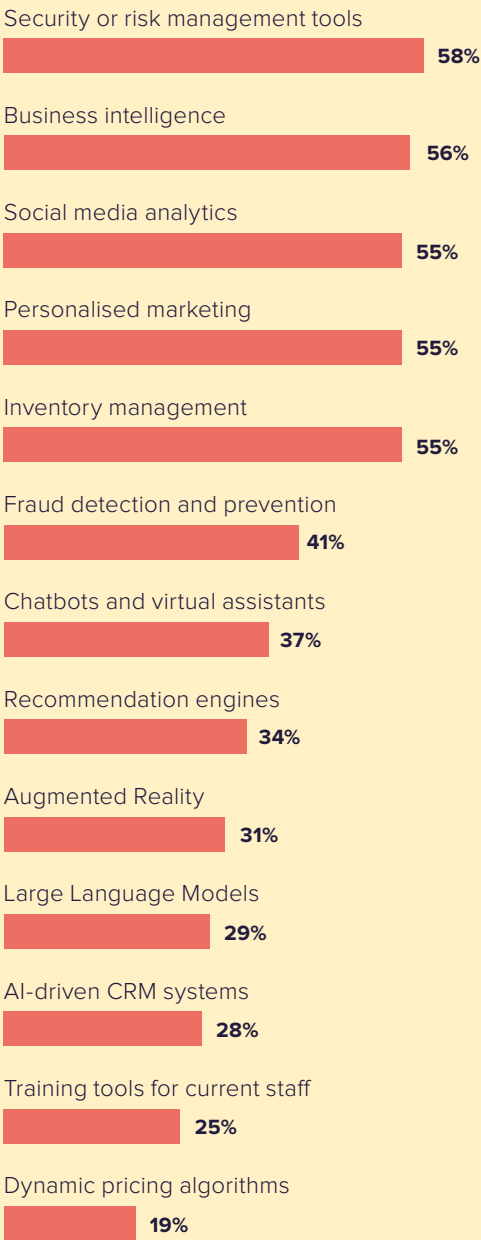 Security or risk management tools
58%
Business intelligence
56%
Social media analytics
55%
Personalised marketing
55%
Inventory management
55%
Fraud detection and prevention
41%
Chatbots and virtual assistants
37%
Recommendation engines
34%
Augmented Reality
31%
Large Language Models
29%
AI-driven CRM systems
28%
Training tools for current staff
25%
Dynamic pricing algorithms
19%